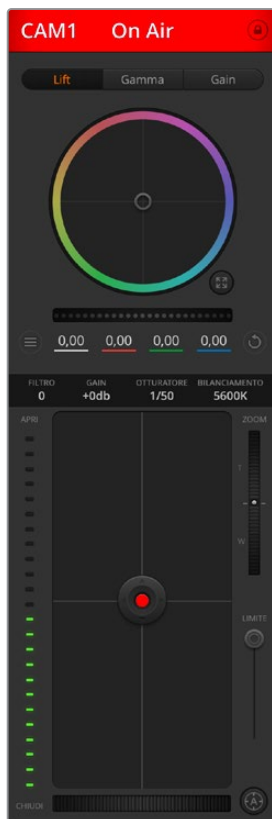 CAM1 On Air
Lift Gamma Gain
0,00 0,00 0,00 0,00
FILTRO GAIN OTTURATORE BILANCIAMENTO
0 +0db 1/50 5600K
APRI ZOOM
T
W
LIMITE
CHIUDI A